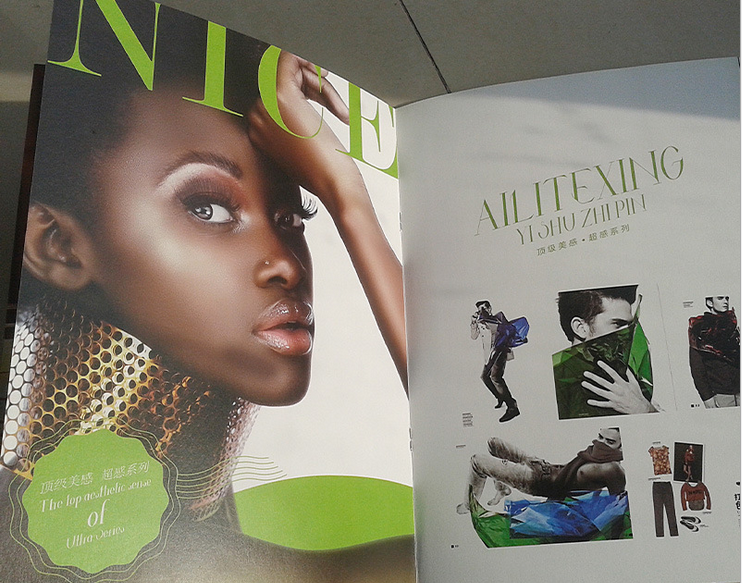 NICE
顶级美感 超感系列
The top aesthetic sense
of
Ultra Series
AILITEXING
YI SHU ZHI PIN
顶级美感·超感系列